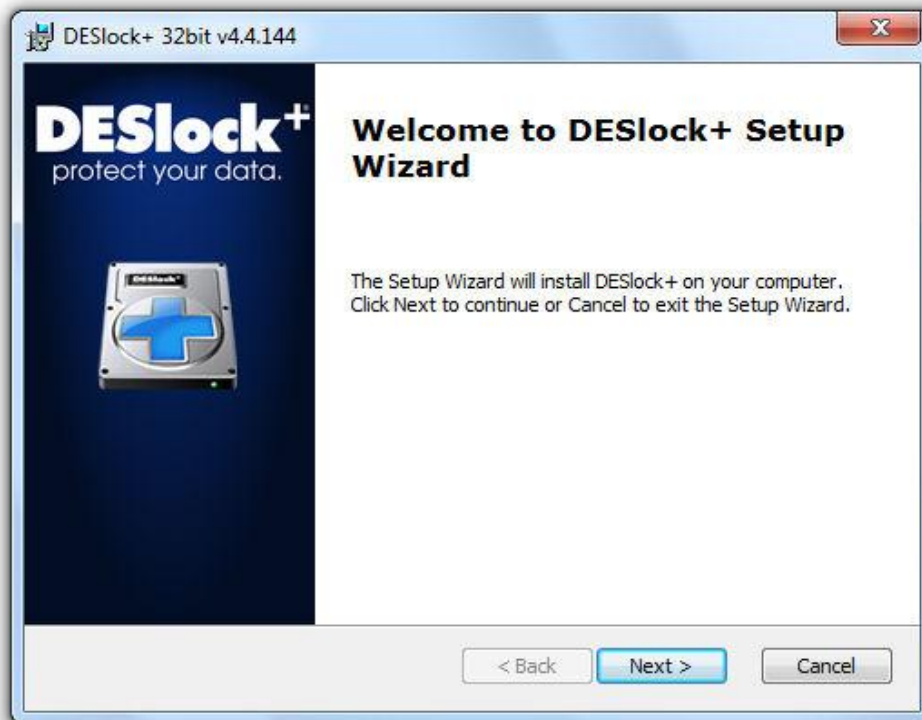 DESlock+ 32bit v4.4.144
DESlock+
protect your data.
DESlock+
Welcome to DESlock+ Setup
Wizard
The Setup Wizard will install DESlock+ on your computer.
Click Next to continue or Cancel to exit the Setup Wizard.
< Back
Next >
Cancel